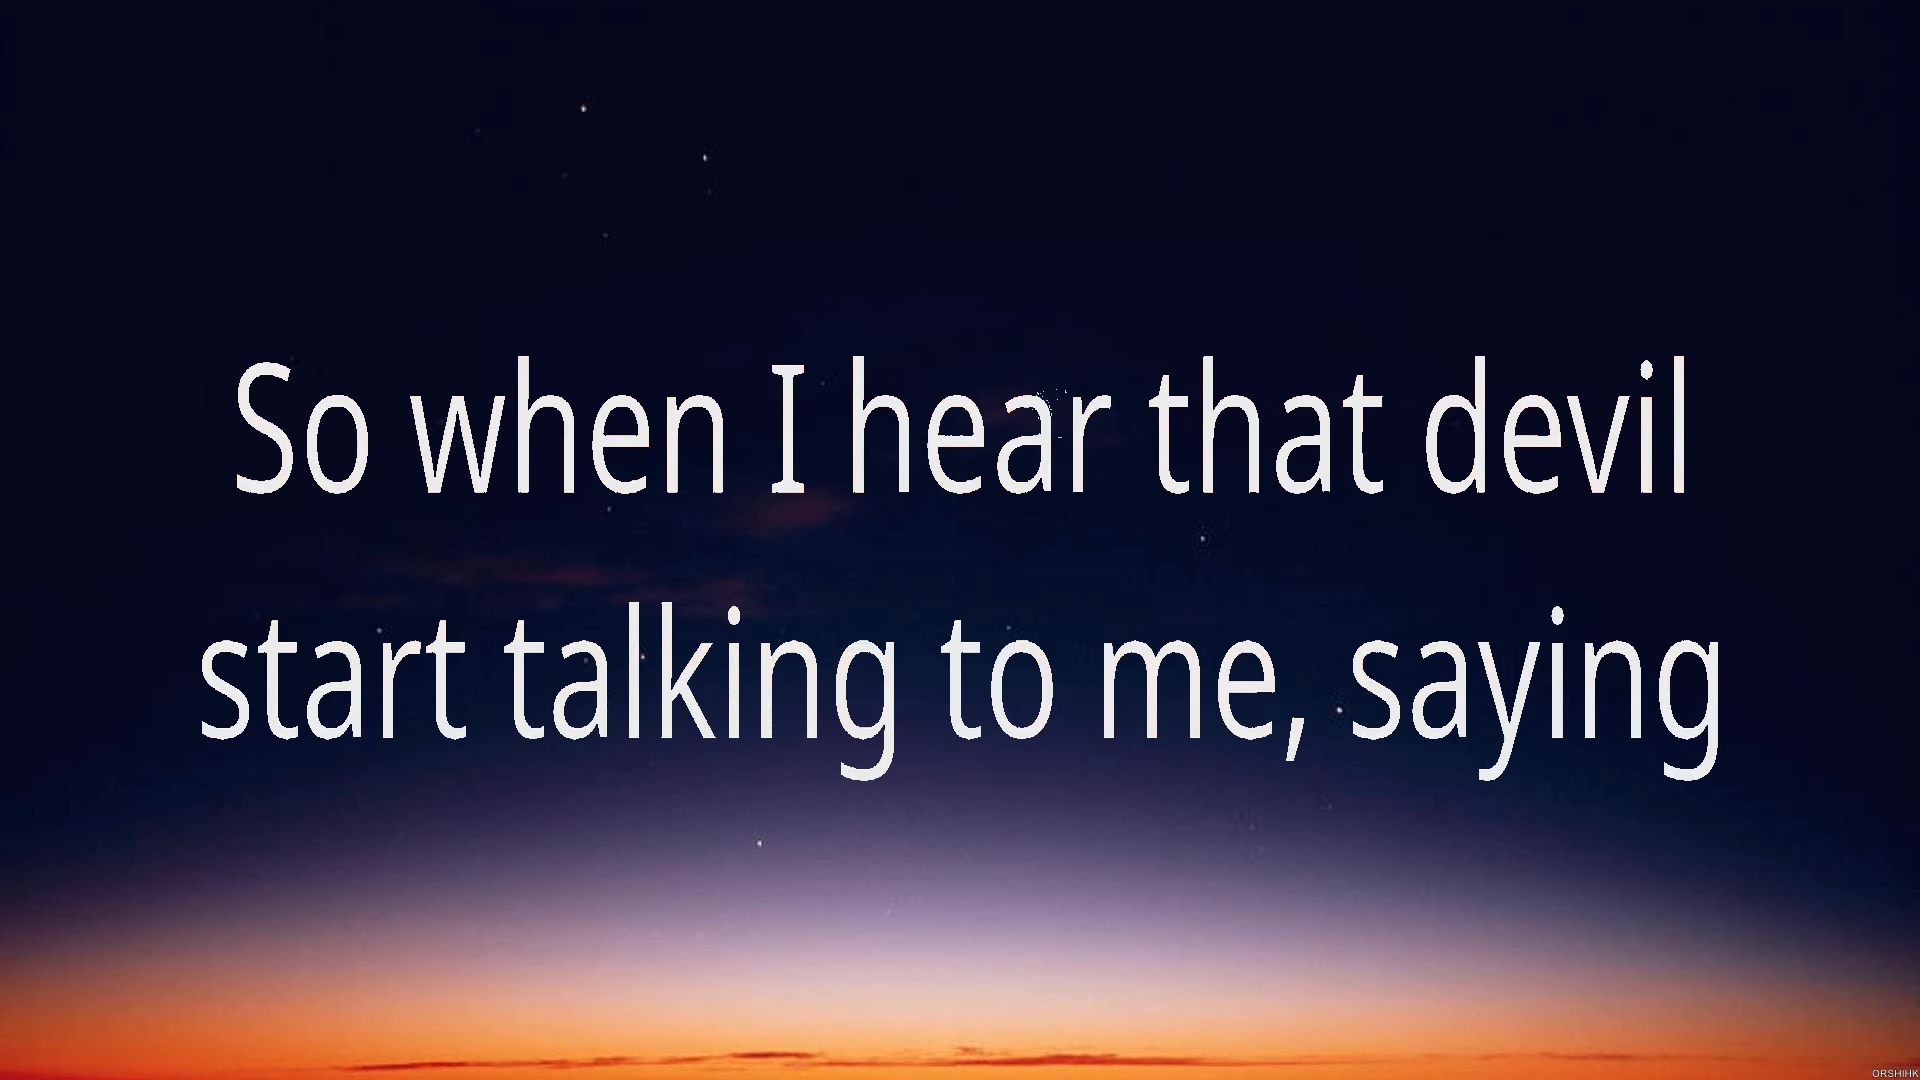 So when I hear that devil
start talking to me, saying
ORSHIHK